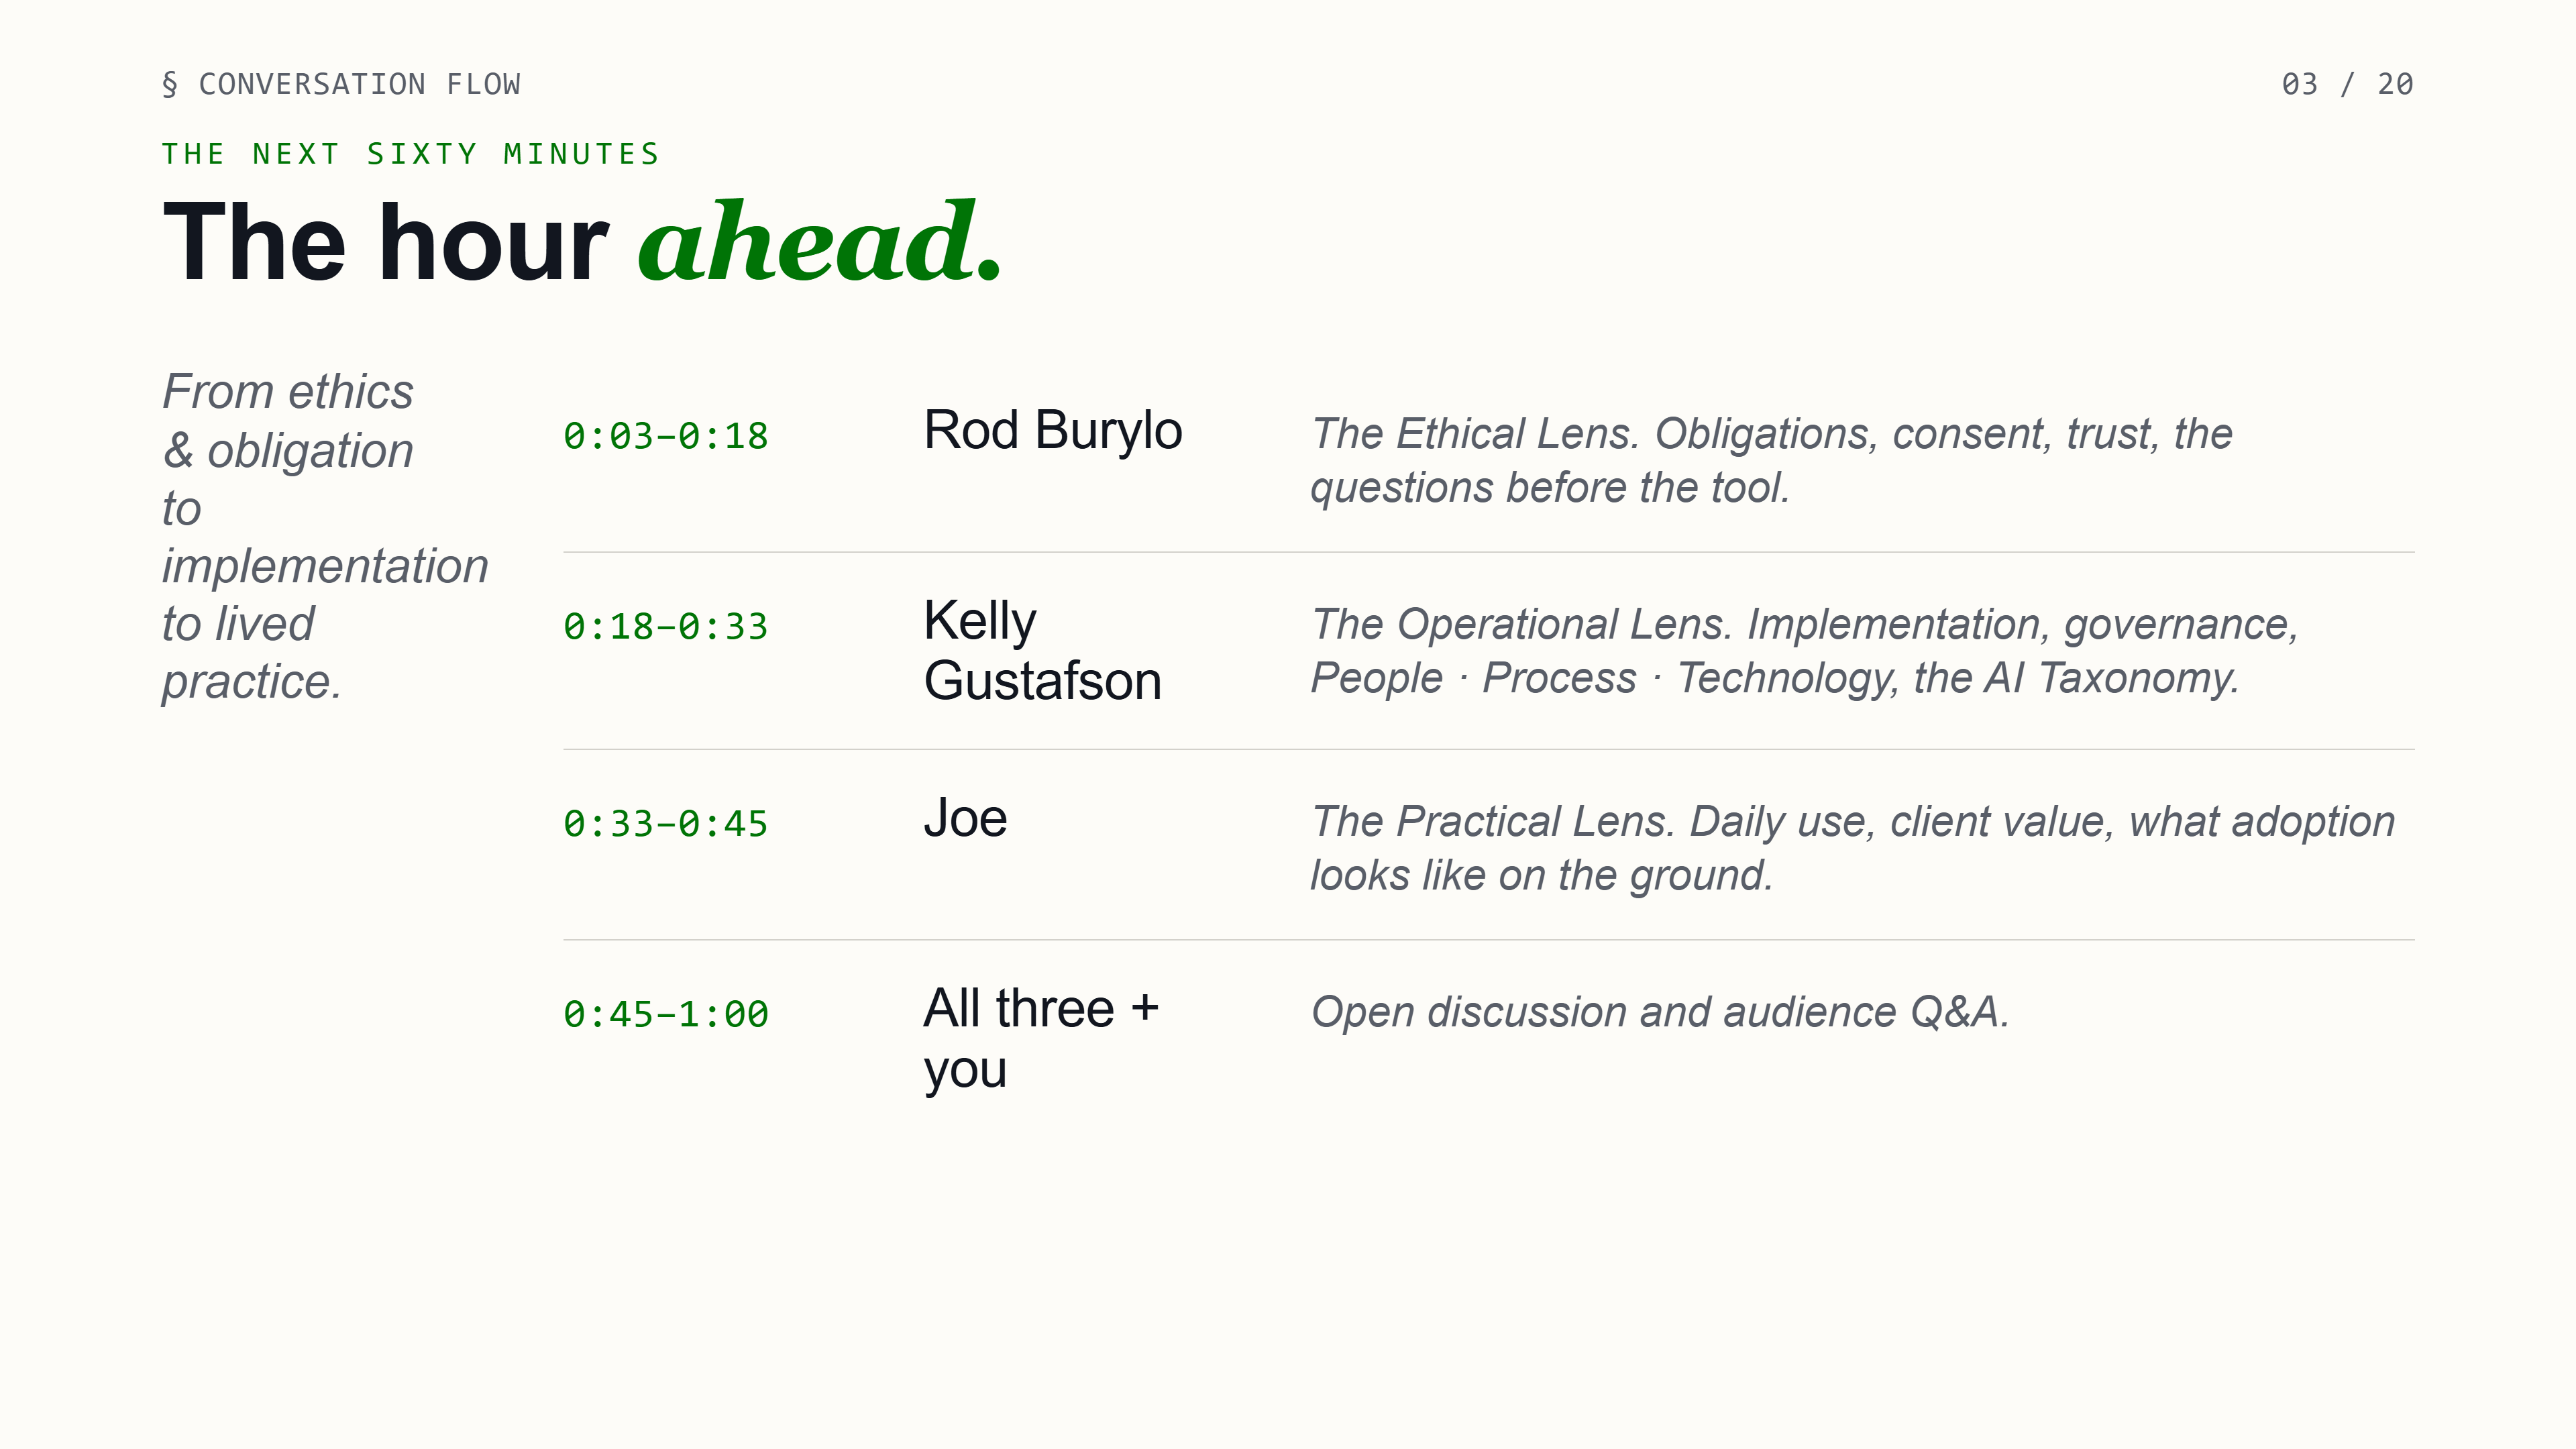 § CONVERSATION FLOW
03 / 20
THE NEXT SIXTY MINUTES
The hour ahead.
From ethics
& obligation
to
implementation
to lived
practice.
0:03–0:18
Rod Burylo
The Ethical Lens. Obligations, consent, trust, the
questions before the tool.
0:18–0:33
Kelly
Gustafson
The Operational Lens. Implementation, governance,
People · Process · Technology, the AI Taxonomy.
0:33–0:45
Joe
The Practical Lens. Daily use, client value, what adoption
looks like on the ground.
0:45–1:00
All three +
you
Open discussion and audience Q&A.